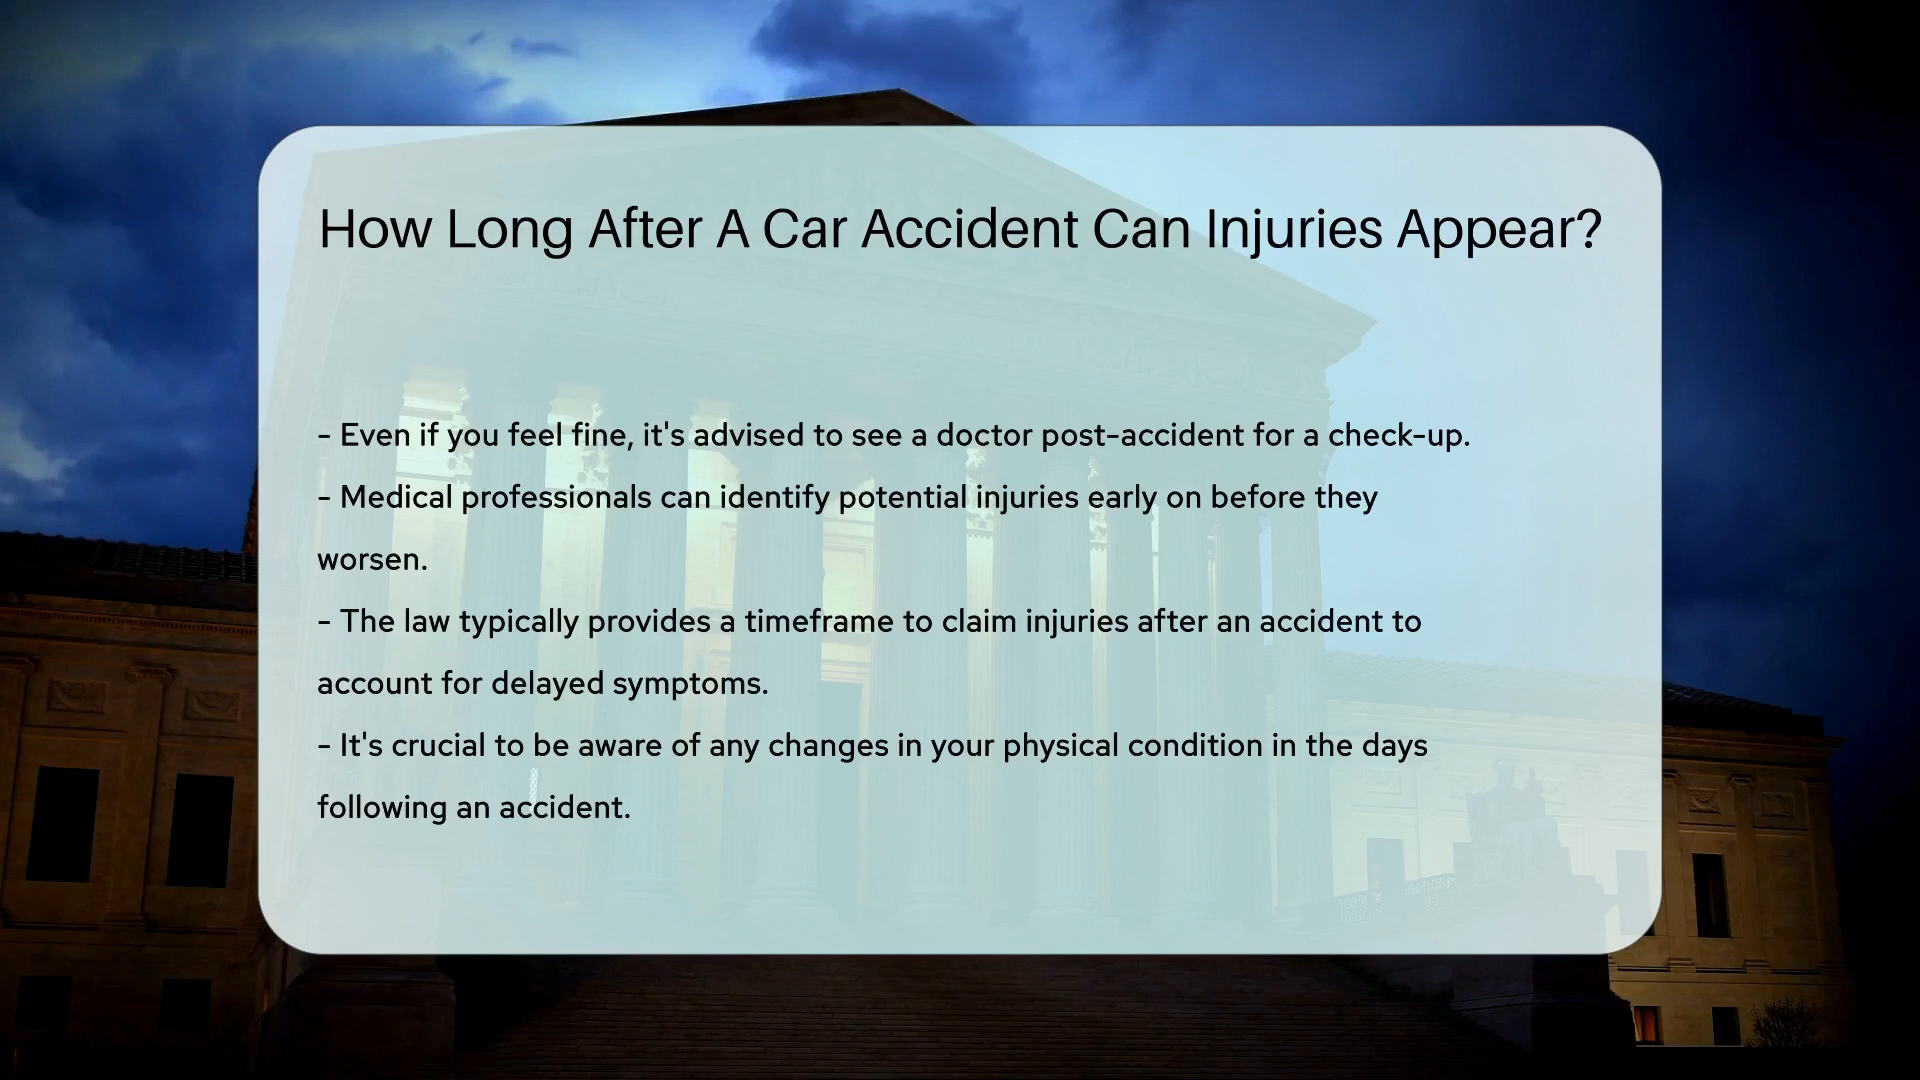 How Long After A Car Accident Can Injuries Appear?
- Even if you feel fine, it's advised to see a doctor post-accident for a check-up.
- Medical professionals can identify potential injuries early on before they
worsen.
- The law typically provides a timeframe to claim injuries after an accident to
account for delayed symptoms.
- It's crucial to be aware of any changes in your physical condition in the days
following an accident.